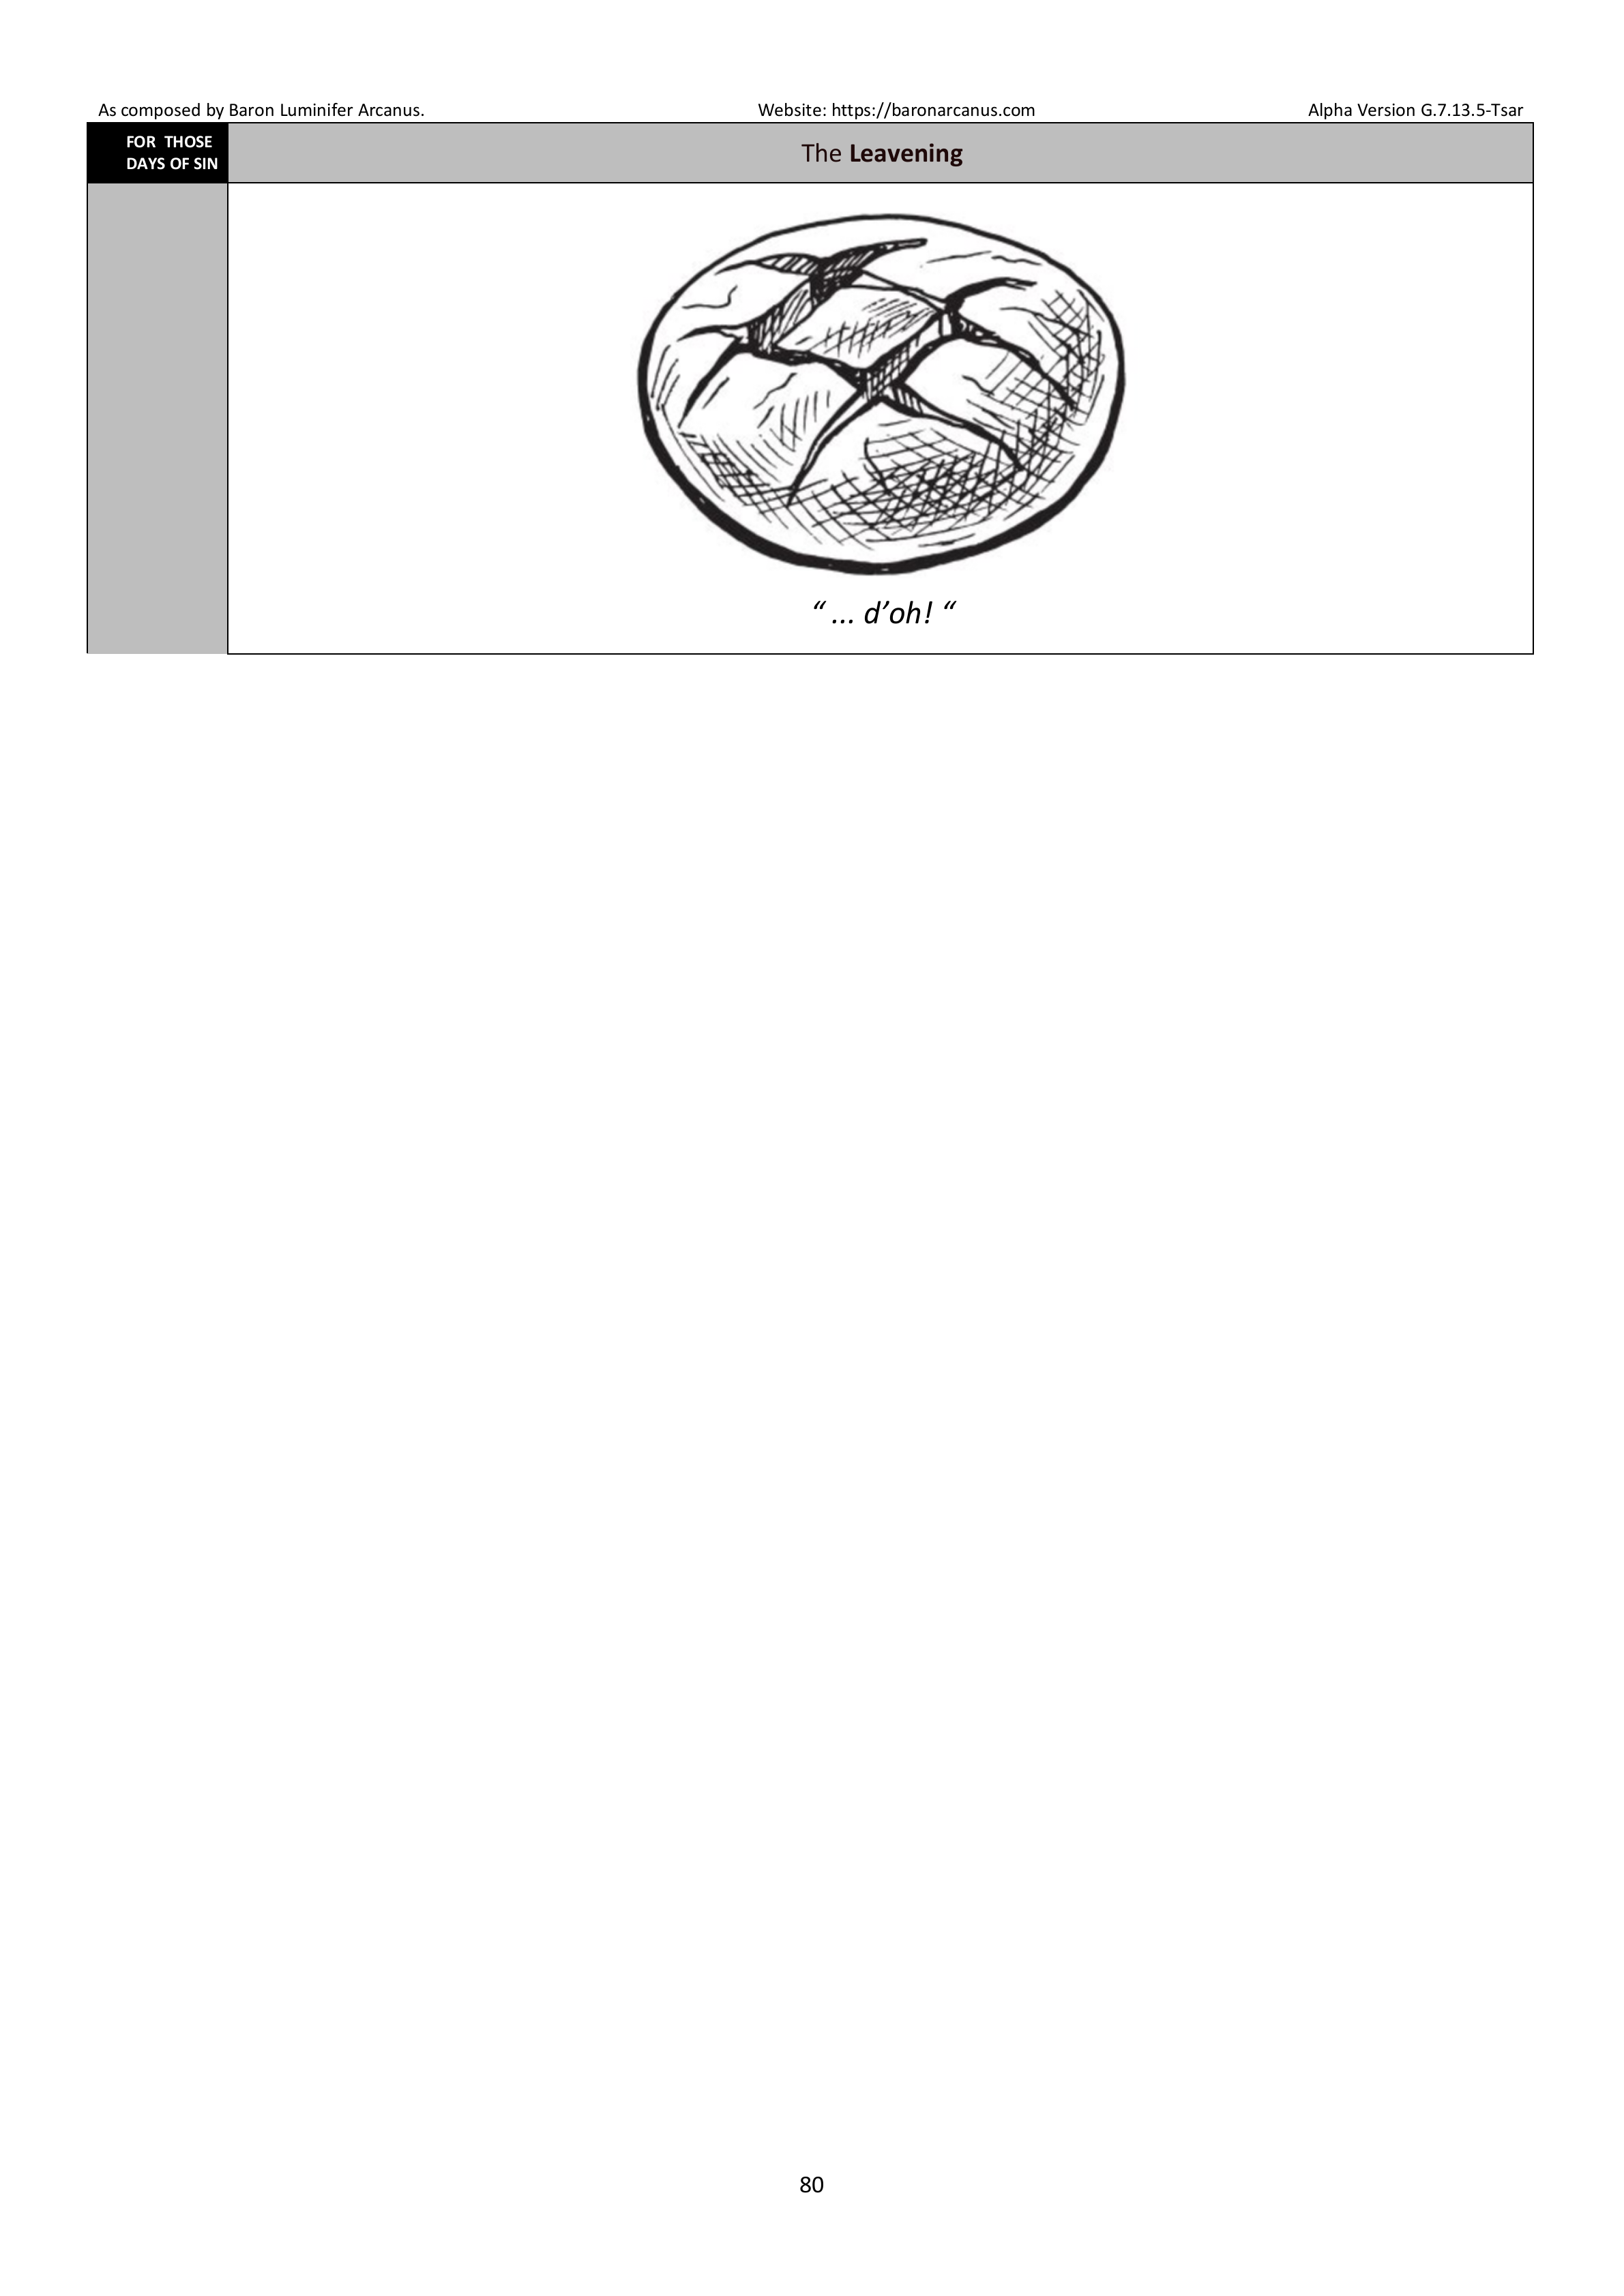 As composed by Baron Luminifer Arcanus. Website: https://baronarcanus.com Alpha Version G.7.13.5-Tsar
FOR THOSE
DAYS OF SIN
The Leavening
“ ... d’oh! “
80